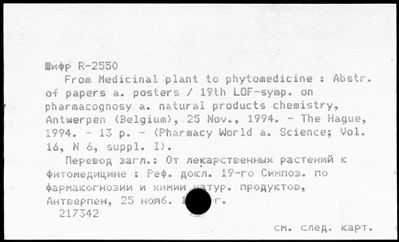 Шифр R-2550
From Medicinal plant to phytomedicine : Abstr.
of papers a. posters / 19th LOF-symp. on
pharmacognosy a. natural products chemistry,
Antwerpen (Belgium), 25 Nov., 1994. - The Hague,
1994. - 13 p. - (Pharmacy World a. Science; Vol.
16, N 6, suppl. I).
Перевод загл.: От лекарственных растений к
фитомедицине : Реф. докл. 19-го Симпоз. по
фармакогнозии и химии натур. продуктов,
Антверпен, 25 нояб. г.
217342
см. след. карт.